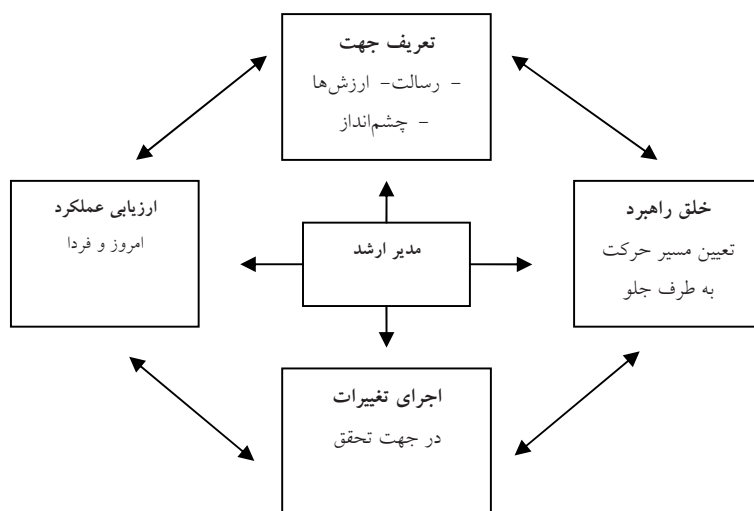 تعریف جهت
- رسالت- ارزش‌ها
- چشم‌انداز
خلق راهبرد
تعیین مسیر حرکت
به طرف جلو
مدیر ارشد
ارزیابی عملکرد
امروز و فردا
اجرای تغییرات
در جهت تحقق